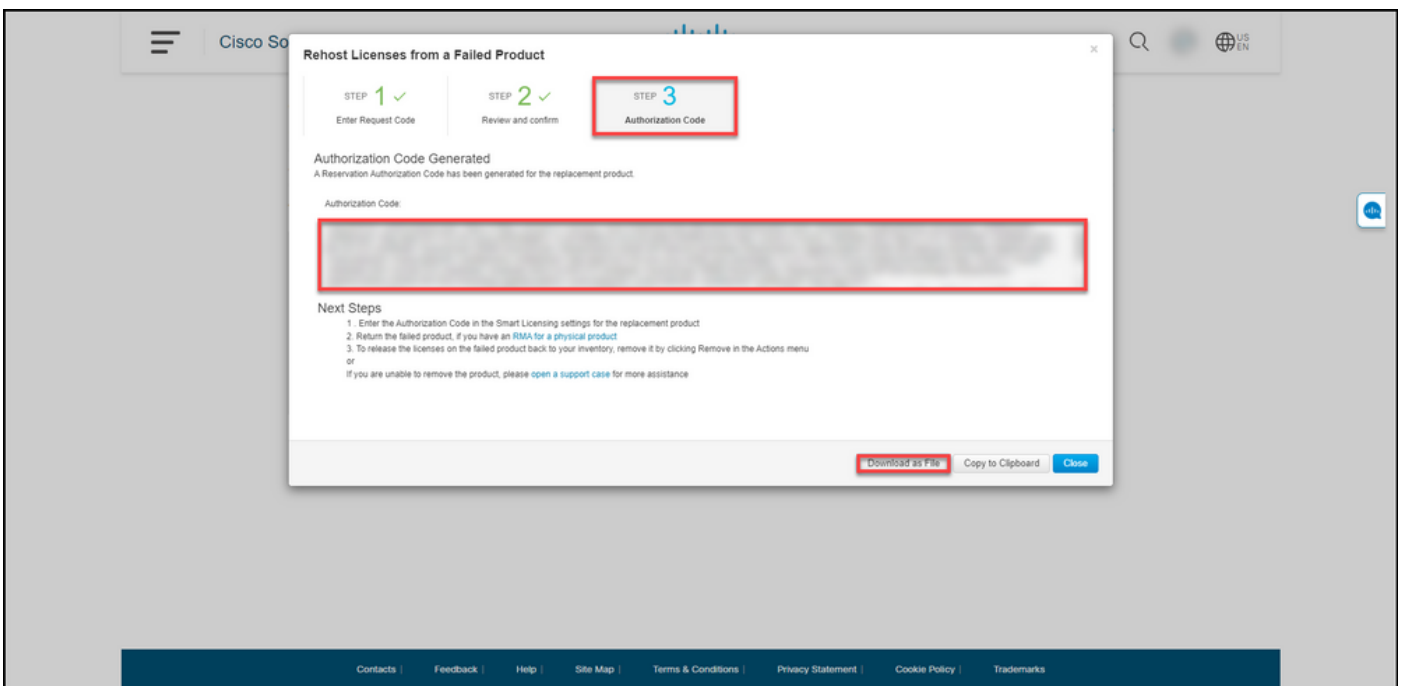 Cisco So
US
EN
Rehost Licenses from a Failed Product
×
STEP 1 ✓
Enter Request Code
STEP 2 ✓
Review and confirm
STEP 3
Authorization Code
Authorization Code Generated
A Reservation Authorization Code has been generated for the replacement product.
Authorization Code:
Next Steps
1 . Enter the Authorization Code in the Smart Licensing settings for the replacement product
2. Return the failed product, if you have an RMA for a physical product
3. To release the licenses on the failed product back to your inventory, remove it by clicking Remove in the Actions menu
or
If you are unable to remove the product, please open a support case for more assistance
Download as File
Copy to Clipboard
Close
Contacts | Feedback | Help | Site Map | Terms & Conditions | Privacy Statement | Cookie Policy | Trademarks